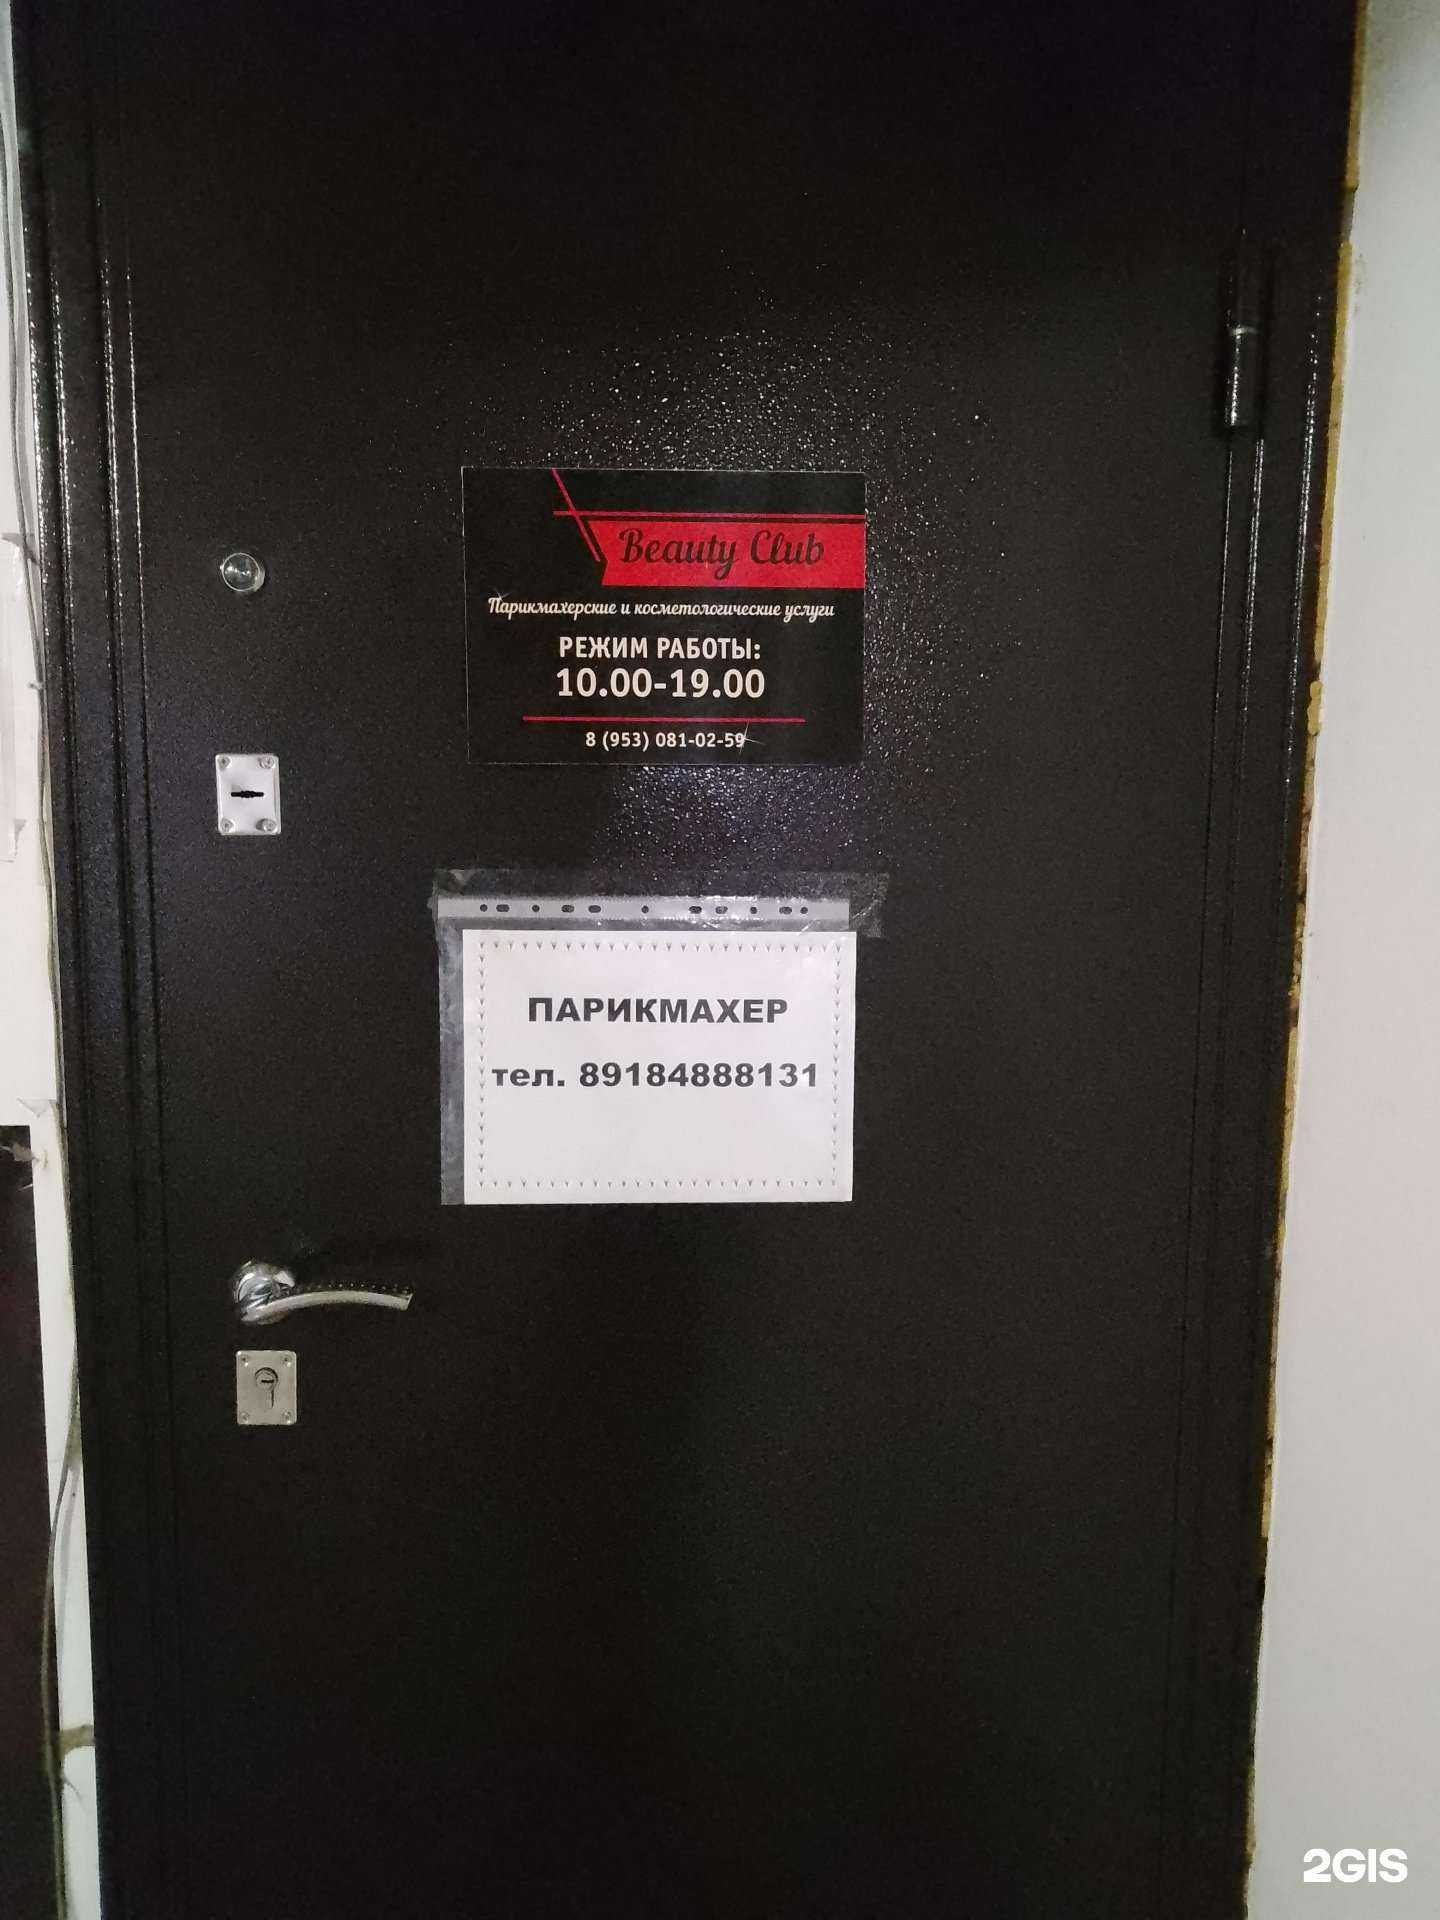 Beauty Club
Парикмахерские и косметологические услуги
РЕЖИМ РАБОТЫ:
10.00-19.00
8 (953) 081-02-59
ПАРИКМАХЕР
тел. 89184888131
2GIS